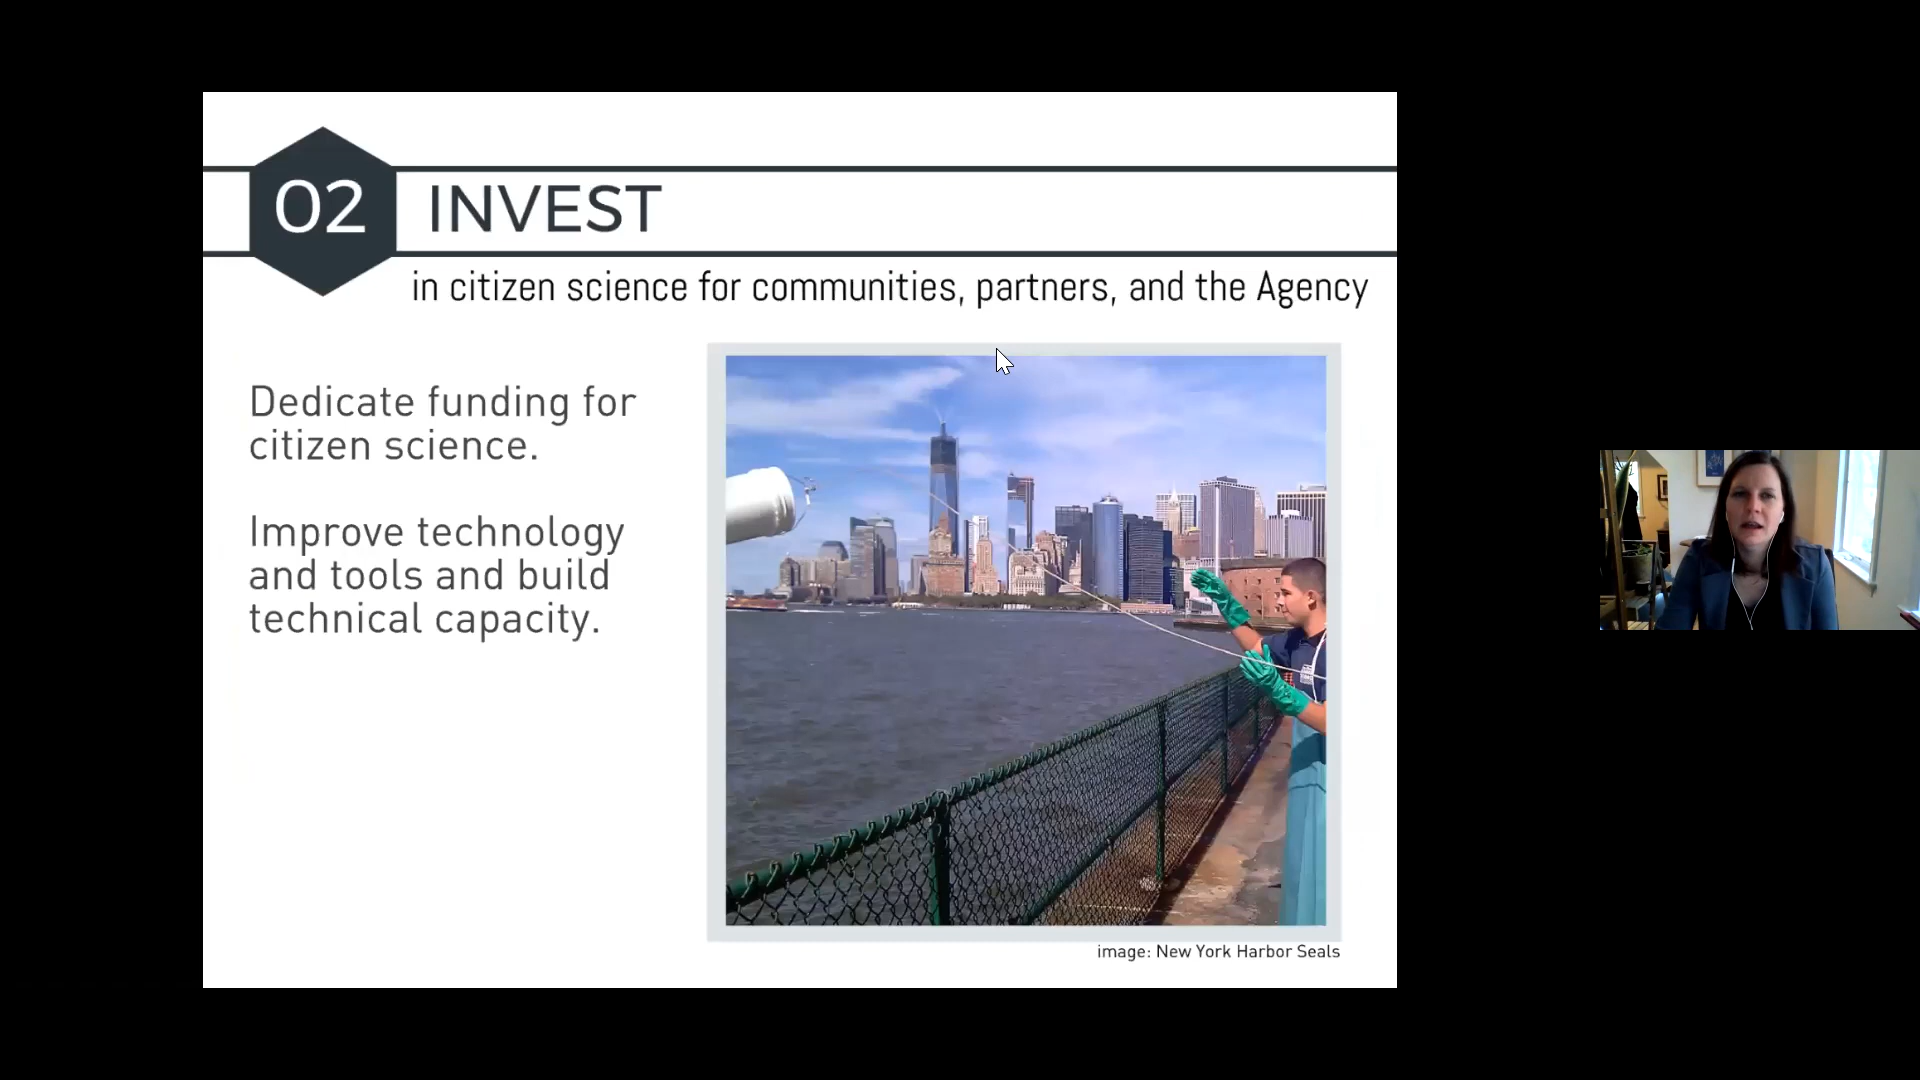 02
INVEST
in citizen science for communities, partners, and the Agency
Dedicate funding for
citizen science.
Improve technology
and tools and build
technical capacity.
image: New York Harbor Seals